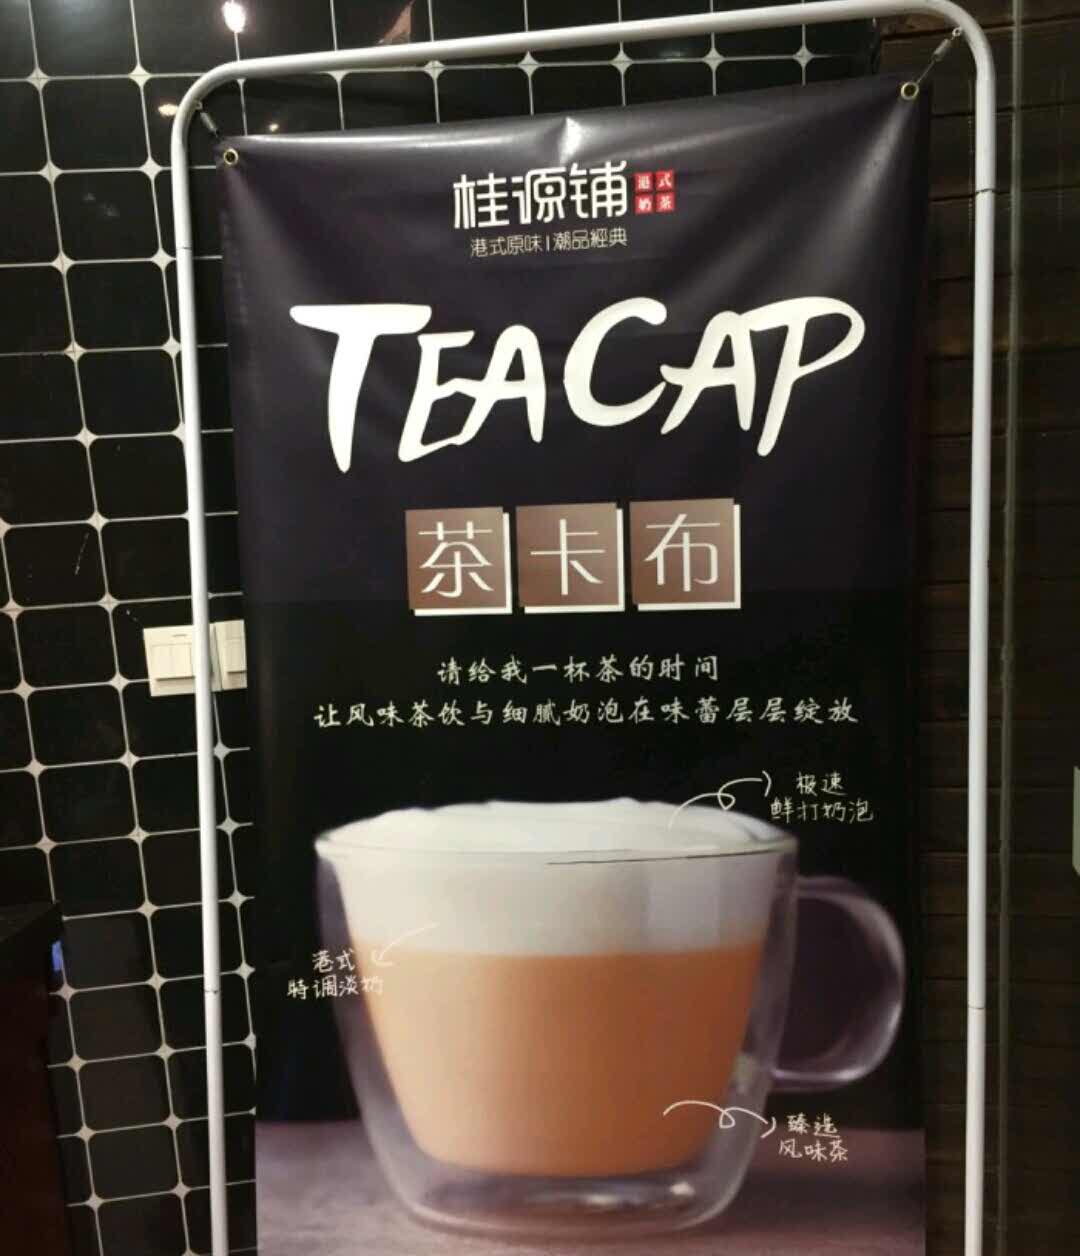 桂源铺 港式奶茶
港式原味 | 潮品經典
TEACAP
茶卡布
请给我一杯茶的时间
让风味茶饮与细腻奶泡在味蕾层层绽放
极速
鲜打奶泡
港式
特调淡奶
臻选
风味茶